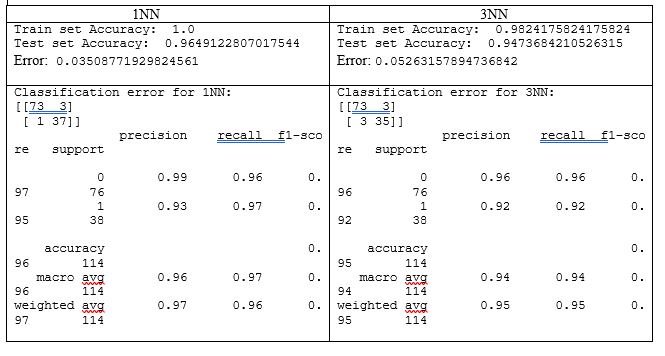 1NN
Train set Accuracy:  1.0
Test set Accuracy:  0.9649122807017544
Error: 0.03508771929824561
Classification error for 1NN:
[[73  3]
 [ 1 37]]
              precision    recall  f1-sco
re   support
           0       0.99      0.96      0.
97        76
           1       0.93      0.97      0.
95        38
    accuracy                           0.
96       114
   macro avg       0.96      0.97      0.
96       114
weighted avg       0.97      0.96      0.
97       114
3NN
Train set Accuracy:  0.9824175824175824
Test set Accuracy:  0.9473684210526315
Error: 0.05263157894736842
Classification error for 3NN:
[[73  3]
 [ 3 35]]
              precision    recall  f1-sco
re   support
           0       0.96      0.96      0.
96        76
           1       0.92      0.92      0.
92        38
    accuracy                           0.
95       114
   macro avg       0.94      0.94      0.
94       114
weighted avg       0.95      0.95      0.
95       114